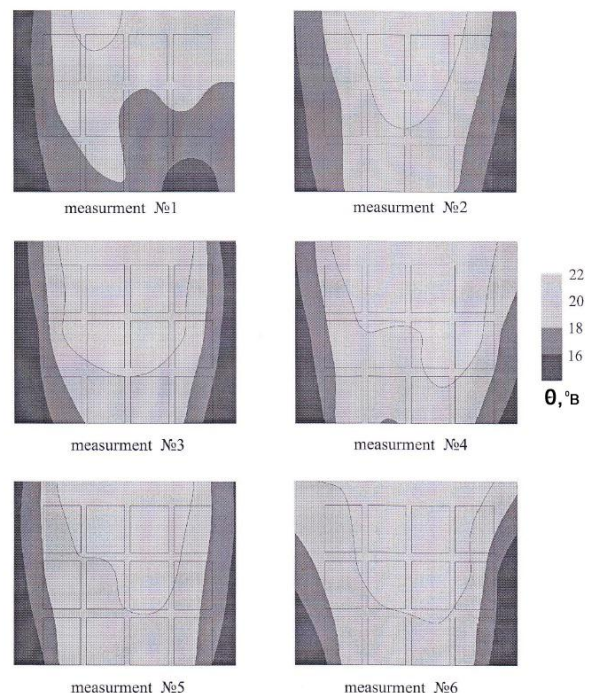 measurment №1
measurment №2
measurment №3
measurment №4
22
20
18
16
θ,°B
measurment №5
measurment №6